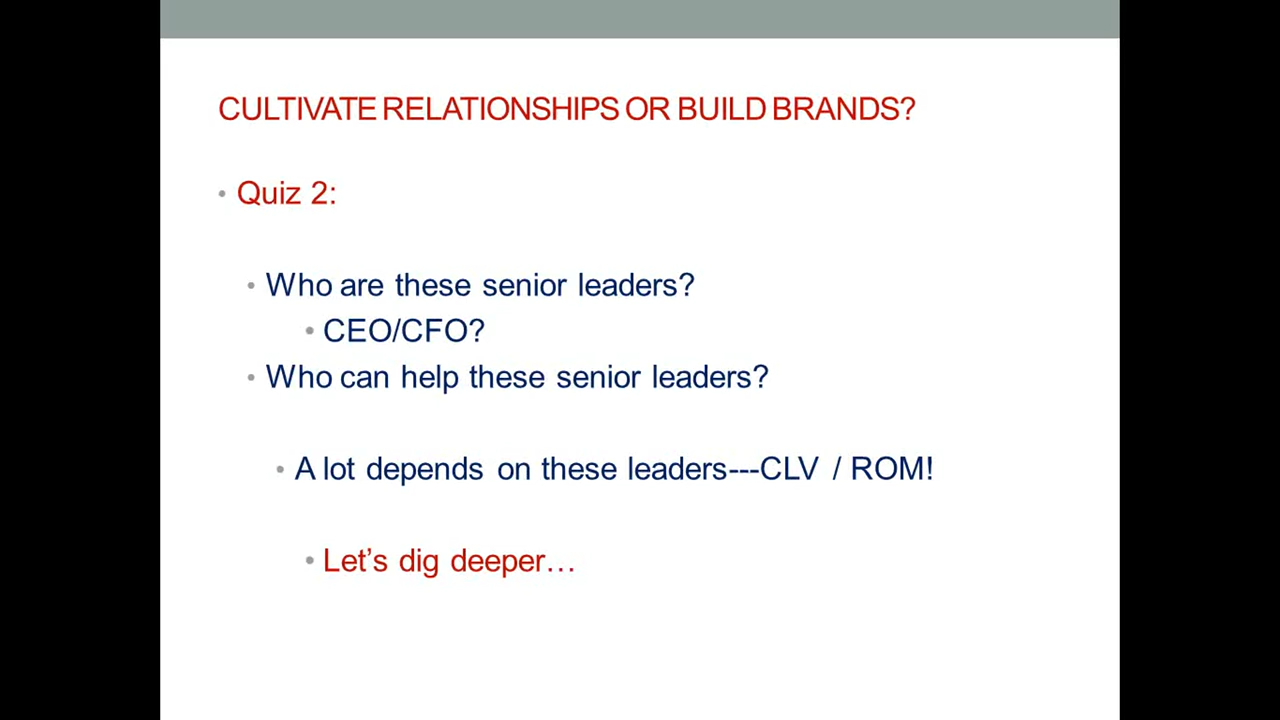 CULTIVATE RELATIONSHIPS OR BUILD BRANDS?
• Quiz 2:
• Who are these senior leaders?
• CEO/CFO?
• Who can help these senior leaders?
• A lot depends on these leaders---CLV / ROM!
• Let’s dig deeper…